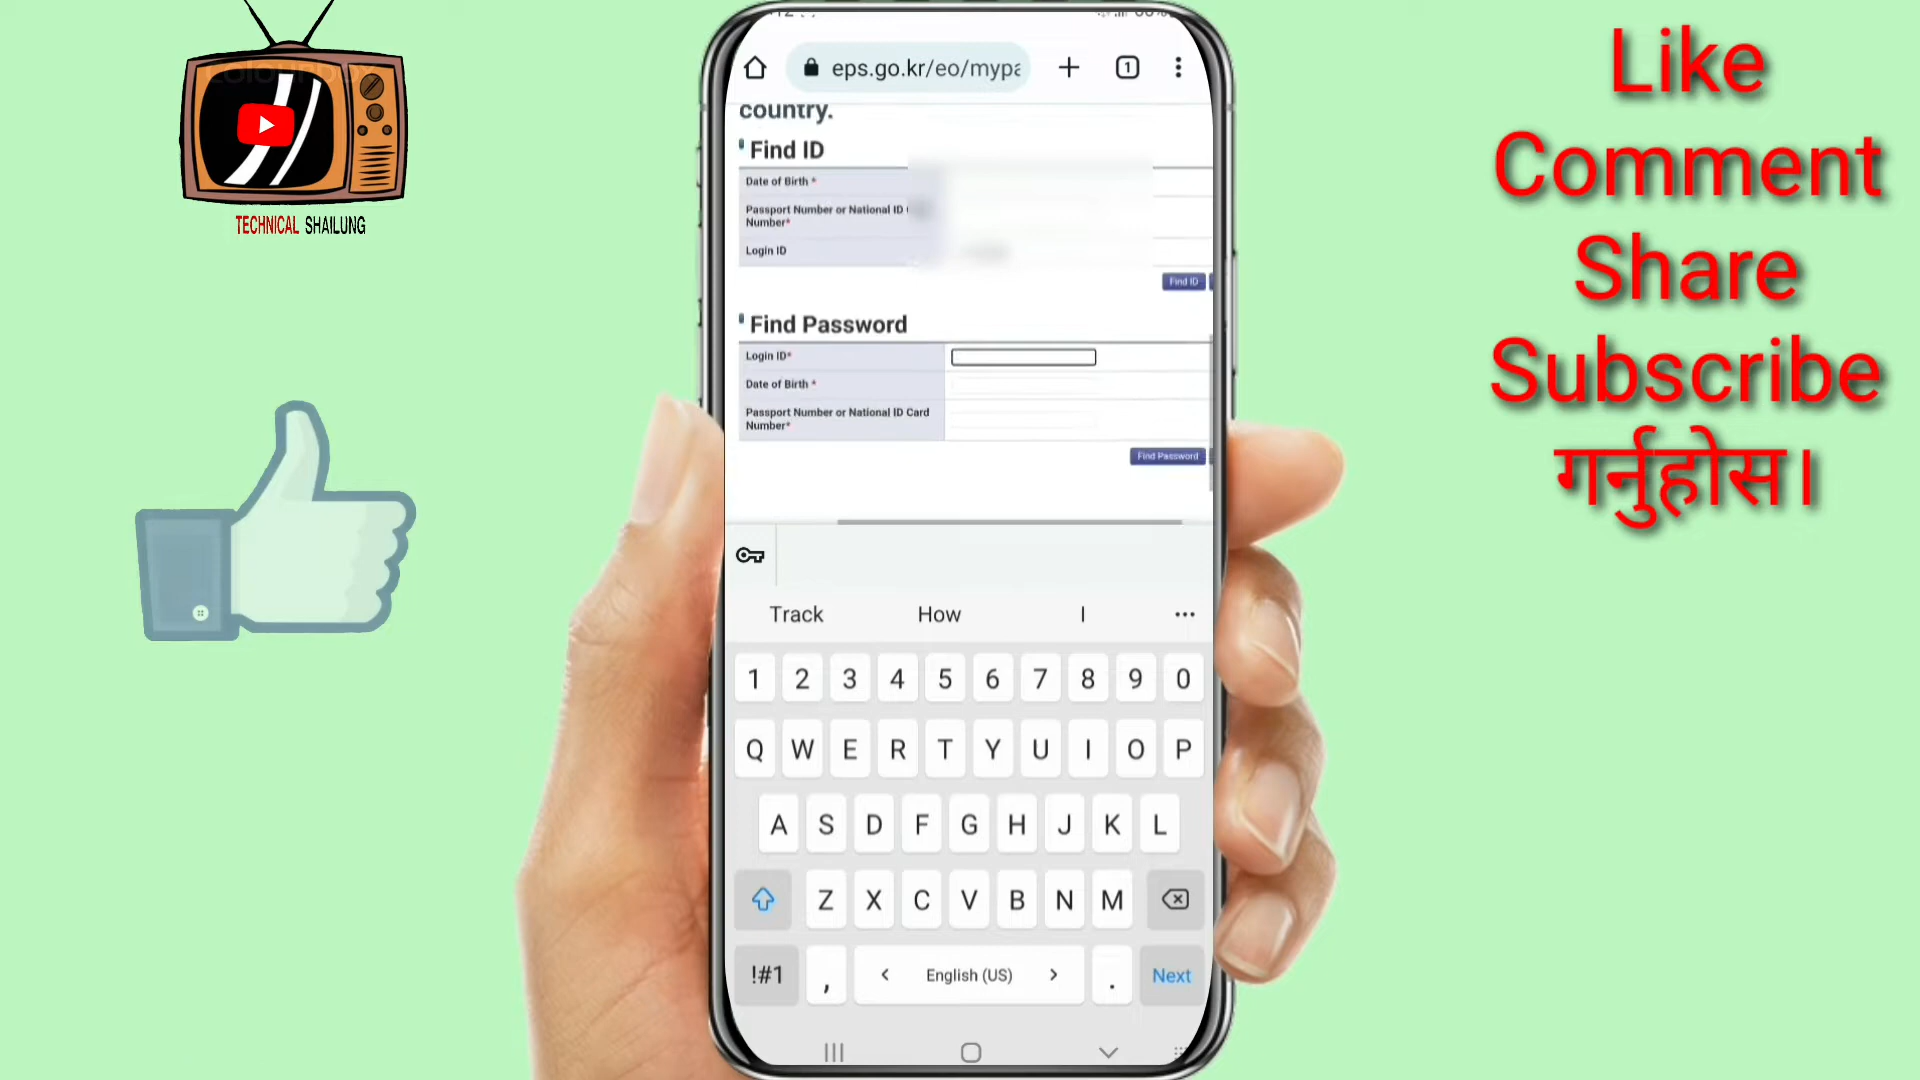 TECHNICAL SHAILUNG
eps.go.kr/eo/mypa
1
country.
Find ID
Date of Birth *
Passport Number or National ID
Number*
Login ID
Find ID
Find Password
Login ID*
Date of Birth *
Passport Number or National ID Card
Number*
Find Password
Track How I
1 2 3 4 5 6 7 8 9 0
Q W E R T Y U I O P
A S D F G H J K L
Z X C V B N M
!#1 , < English (US) > . Next
Like
Comment
Share
Subscribe
गर्नुहोस।